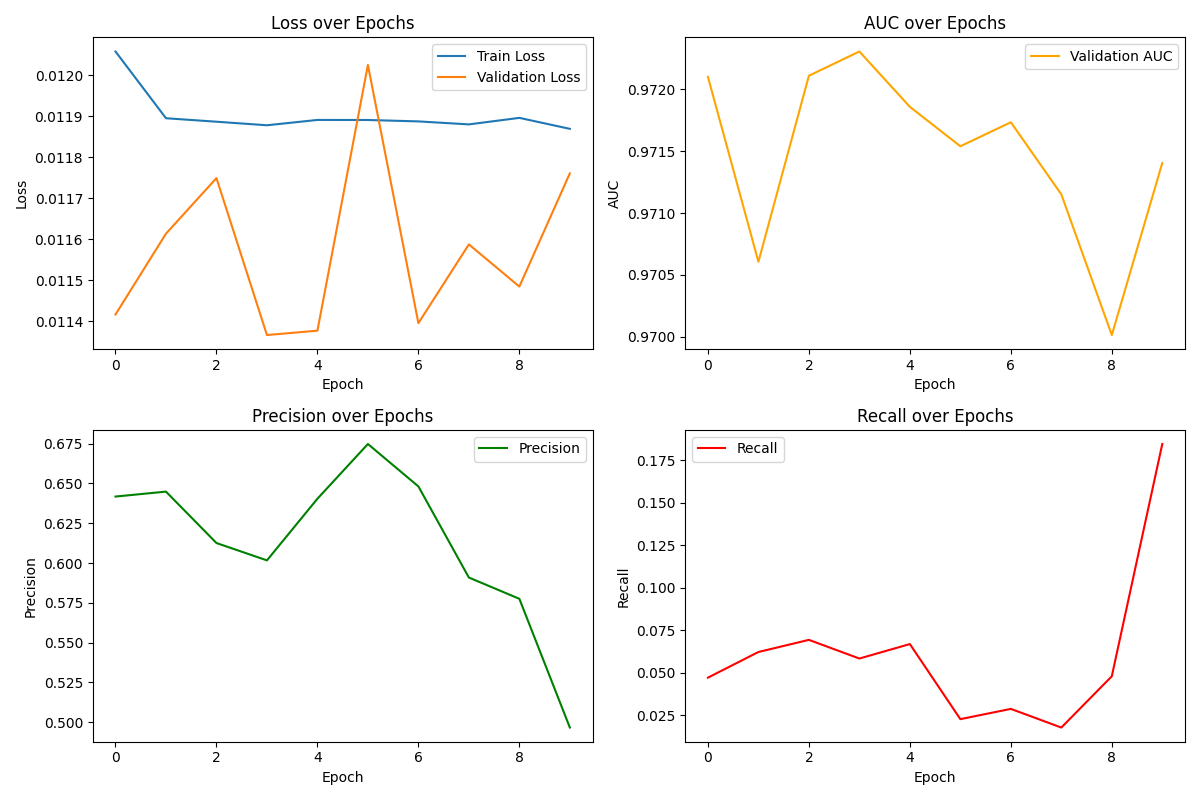 Loss over Epochs
Train Loss
Validation Loss
0.0120
0.0119
0.0118
0.0117
0.0116
0.0115
0.0114
Loss
0 2 4 6 8
Epoch
AUC over Epochs
Validation AUC
0.9720
0.9715
0.9710
0.9705
0.9700
AUC
0 2 4 6 8
Epoch
Precision over Epochs
Precision
0.675
0.650
0.625
0.600
0.575
0.550
0.525
0.500
Precision
0 2 4 6 8
Epoch
Recall over Epochs
Recall
0.175
0.150
0.125
0.100
0.075
0.050
0.025
Recall
0 2 4 6 8
Epoch